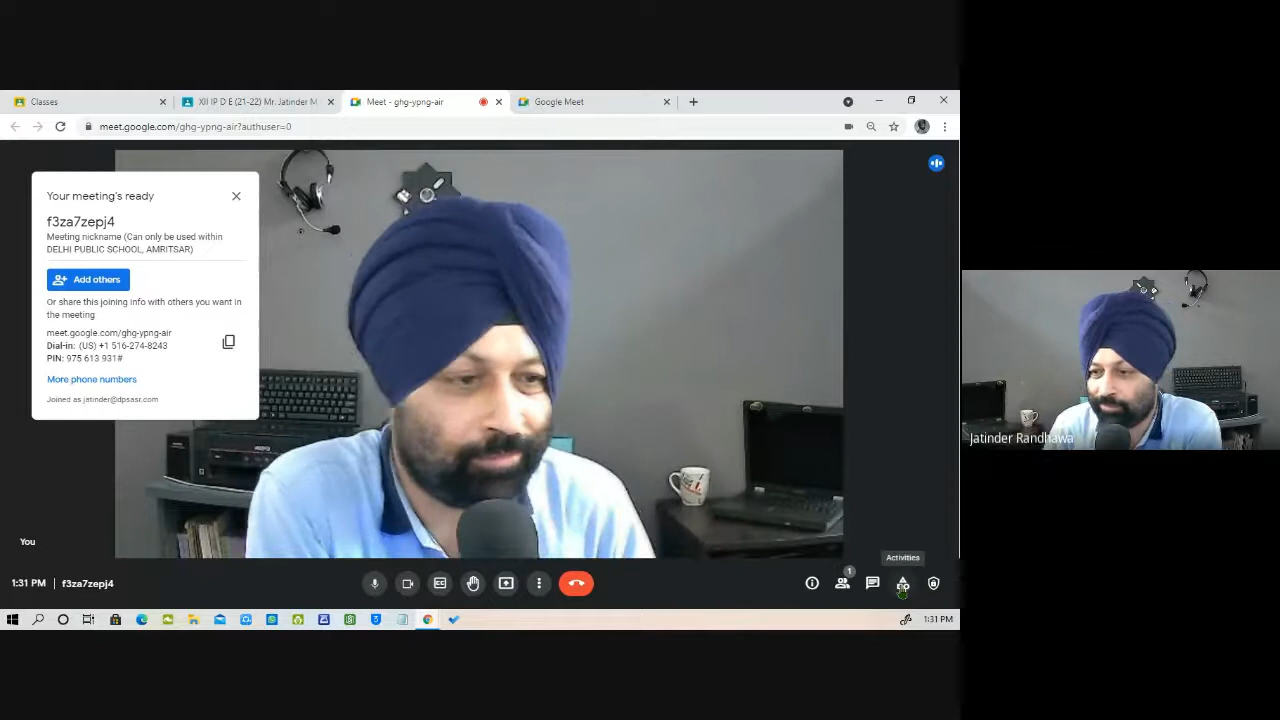 Classes
XII IP D E (21-22) Mr. Jatinder M
Meet - ghg-ypng-air
Google Meet
meet.google.com/ghg-ypng-air?authuser=0
Your meeting's ready
f3za7zepj4
Meeting nickname (Can only be used within
DELHI PUBLIC SCHOOL, AMRITSAR)
Add others
Or share this joining info with others you want in
the meeting
meet.google.com/ghg-ypng-air
Dial-in: (US) +1 516-274-8243
PIN: 975 613 931#
More phone numbers
Joined as jatinder@dpsasr.com
Jatinder Randhawa
You
Activities
1
1:31 PM | f3za7zepj4
1:31 PM